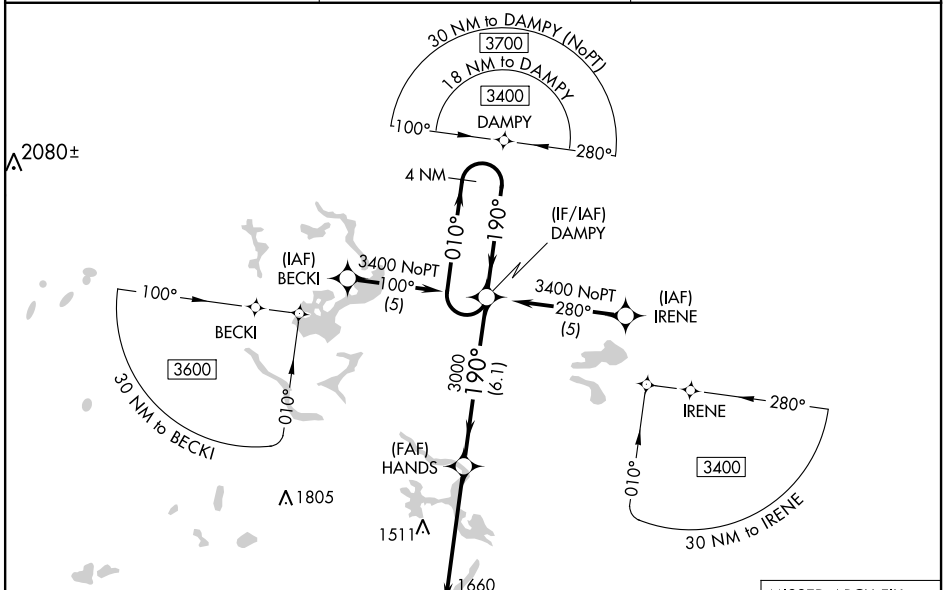 30 NM to DAMPY (NoPT)
3700
18 NM to DAMPY
3400
DAMPY
100°
280°
2080±
4 NM
010°
190°
(IF/IAF)
DAMPY
(IAF)
BECKI
3400 NoPT
100°
(5)
3400 NoPT
280°
(5)
(IAF)
IRENE
100°
BECKI
3600
010°
30 NM to BECKI
3000
190°
(6.1)
IRENE
280°
3400
010°
30 NM to IRENE
(FAF)
HANDS
1805
1511
1660
MISSED APCH FIX